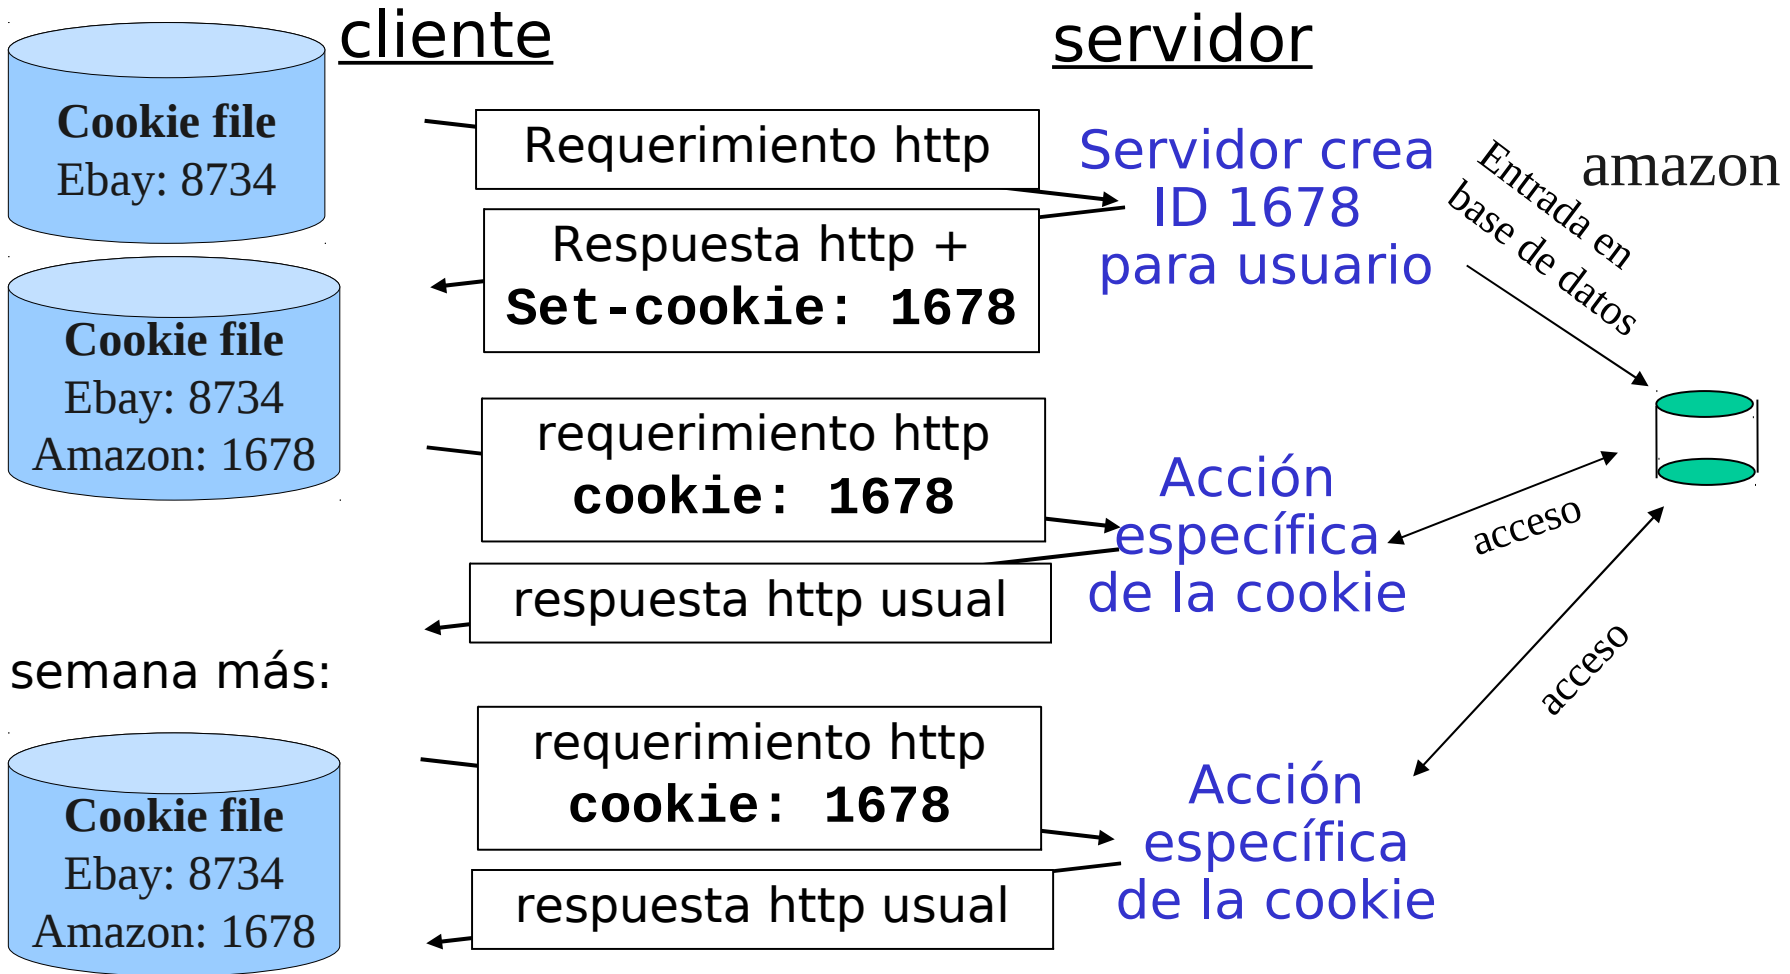 cliente
servidor
Cookie file
Ebay: 8734
Requerimiento http
Servidor crea
ID 1678
para usuario
Entrada en
base de datos
amazon
Respuesta http +
Set-cookie: 1678
Cookie file
Ebay: 8734
Amazon: 1678
requerimiento http
cookie: 1678
Acción
específica
de la cookie
acceso
respuesta http usual
semana más:
acceso
Cookie file
Ebay: 8734
Amazon: 1678
requerimiento http
cookie: 1678
Acción
específica
de la cookie
respuesta http usual